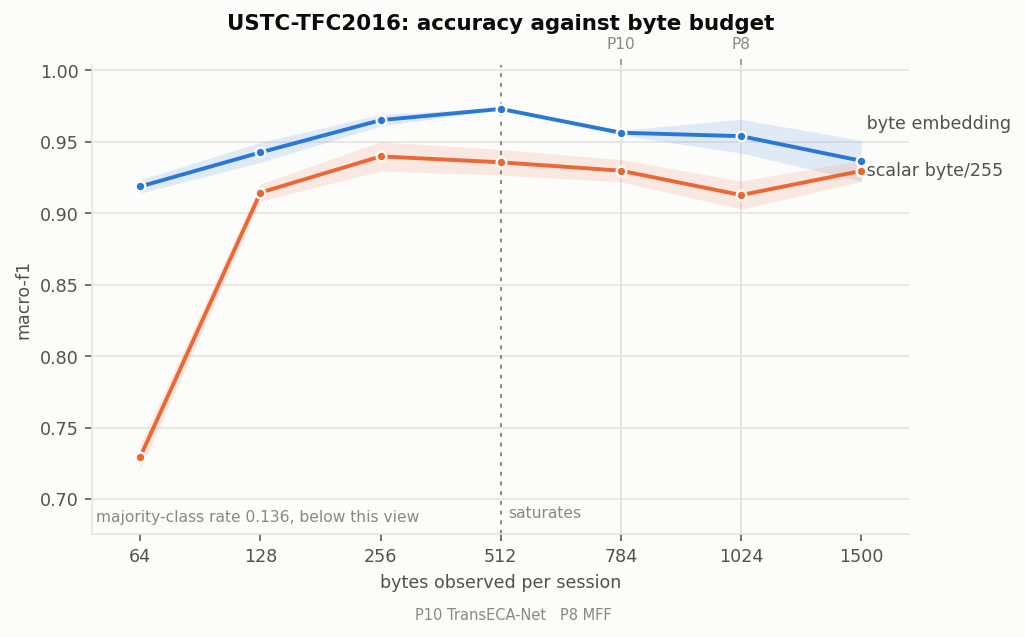 USTC-TFC2016: accuracy against byte budget
P10 P8
1.00
0.95
0.90
0.85
0.80
0.75
0.70
macro-f1
byte embedding
scalar byte/255
majority-class rate 0.136, below this view
saturates
64 128 256 512 784 1024 1500
bytes observed per session
P10 TransECA-Net P8 MFF